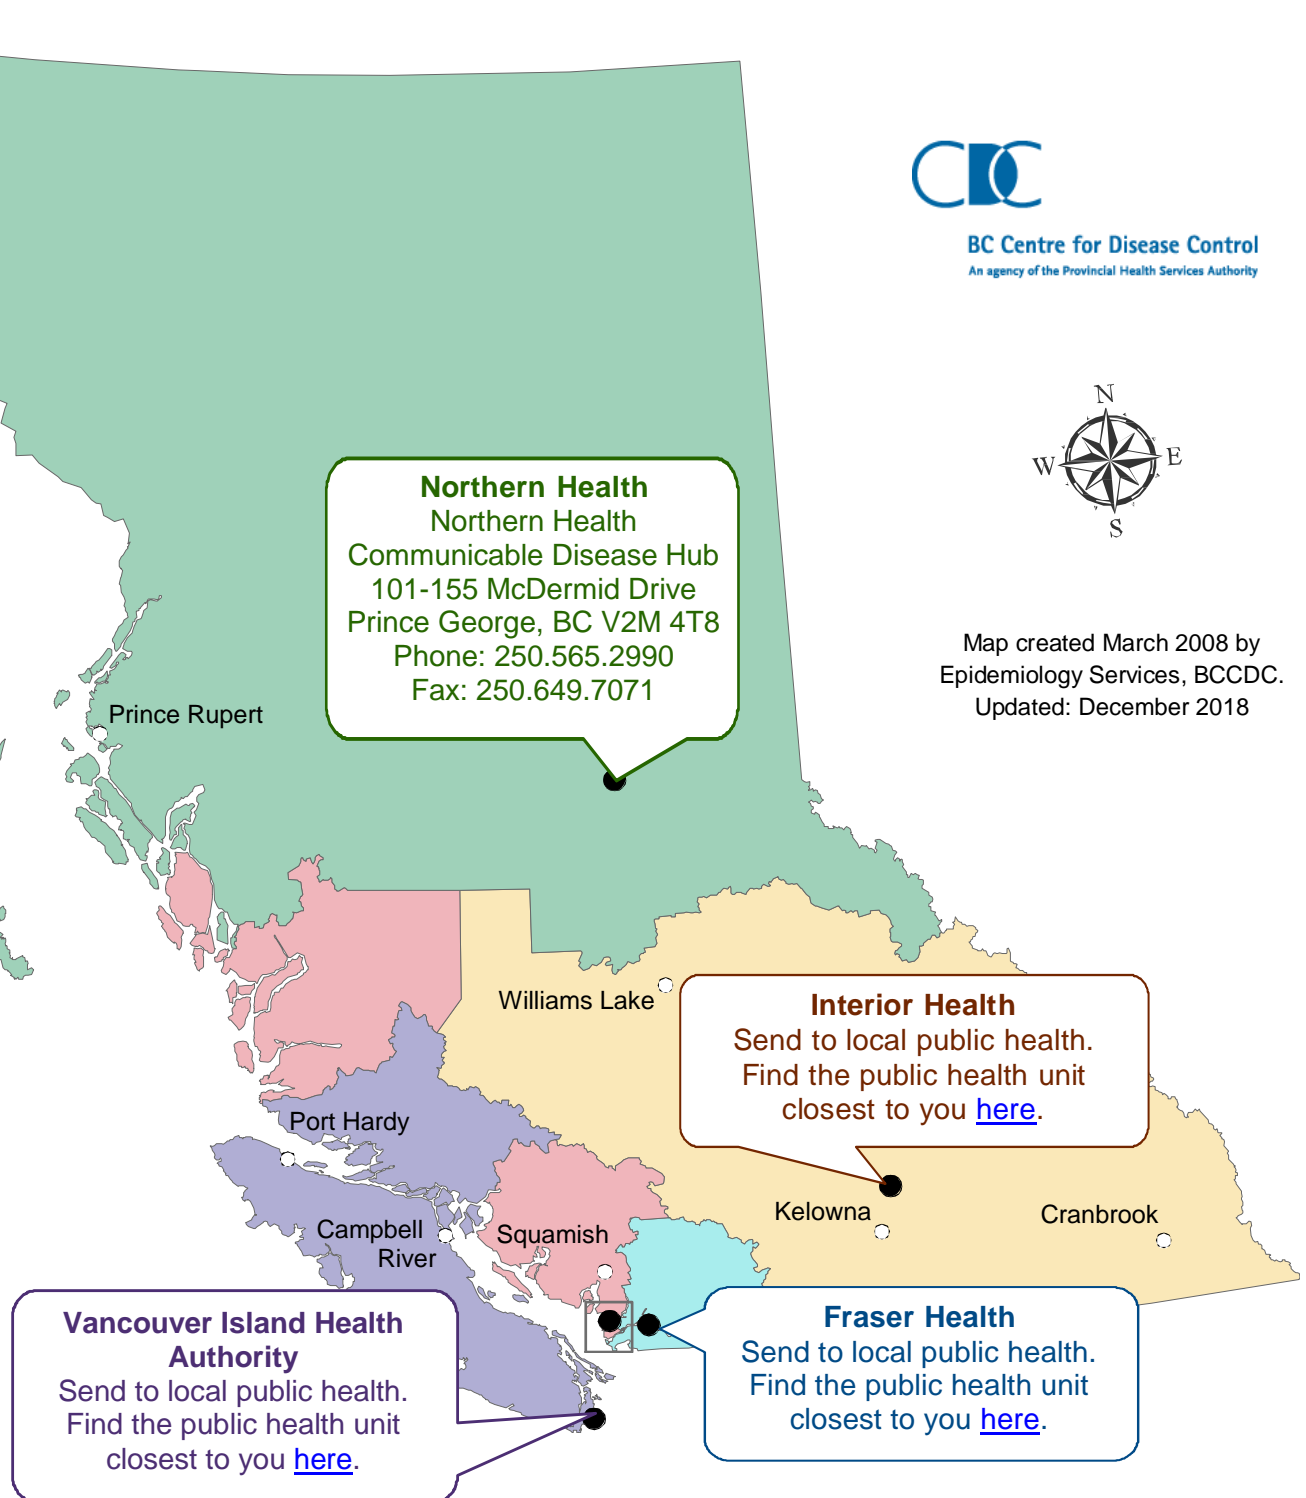 CDC
BC Centre for Disease Control
An agency of the Provincial Health Services Authority
N
W
E
S
Northern Health
Northern Health
Communicable Disease Hub
101-155 McDermid Drive
Prince George, BC V2M 4T8
Phone: 250.565.2990
Fax: 250.649.7071
Map created March 2008 by
Epidemiology Services, BCCDC.
Updated: December 2018
Prince Rupert
Williams Lake
Interior Health
Send to local public health.
Find the public health unit
closest to you here.
Port Hardy
Kelowna
Cranbrook
Campbell
River
Squamish
Vancouver Island Health
Authority
Send to local public health.
Find the public health unit
closest to you here.
Fraser Health
Send to local public health.
Find the public health unit
closest to you here.